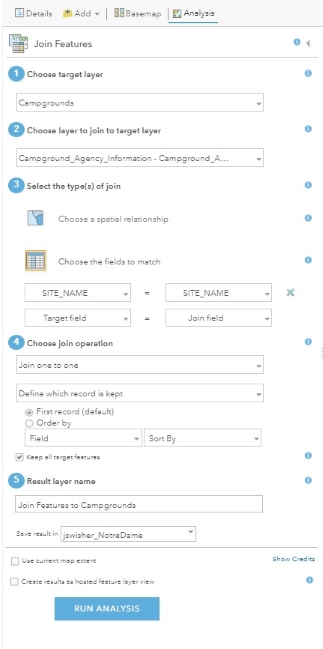 Details Add Basemap Analysis
Join Features
1 Choose target layer
Campgrounds
2 Choose layer to join to target layer
Campground_Agency_Information - Campground_A...
3 Select the type(s) of join
Choose a spatial relationship
Choose the fields to match
SITE_NAME = SITE_NAME
Target field = Join field
4 Choose join operation
Join one to one
Define which record is kept
First record (default)
Order by
Field Sort By
Keep all target features
5 Result layer name
Join Features to Campgrounds
Save result in jswisher_NotreDame
Use current map extent Show Credits
Create results as hosted feature layer view
RUN ANALYSIS